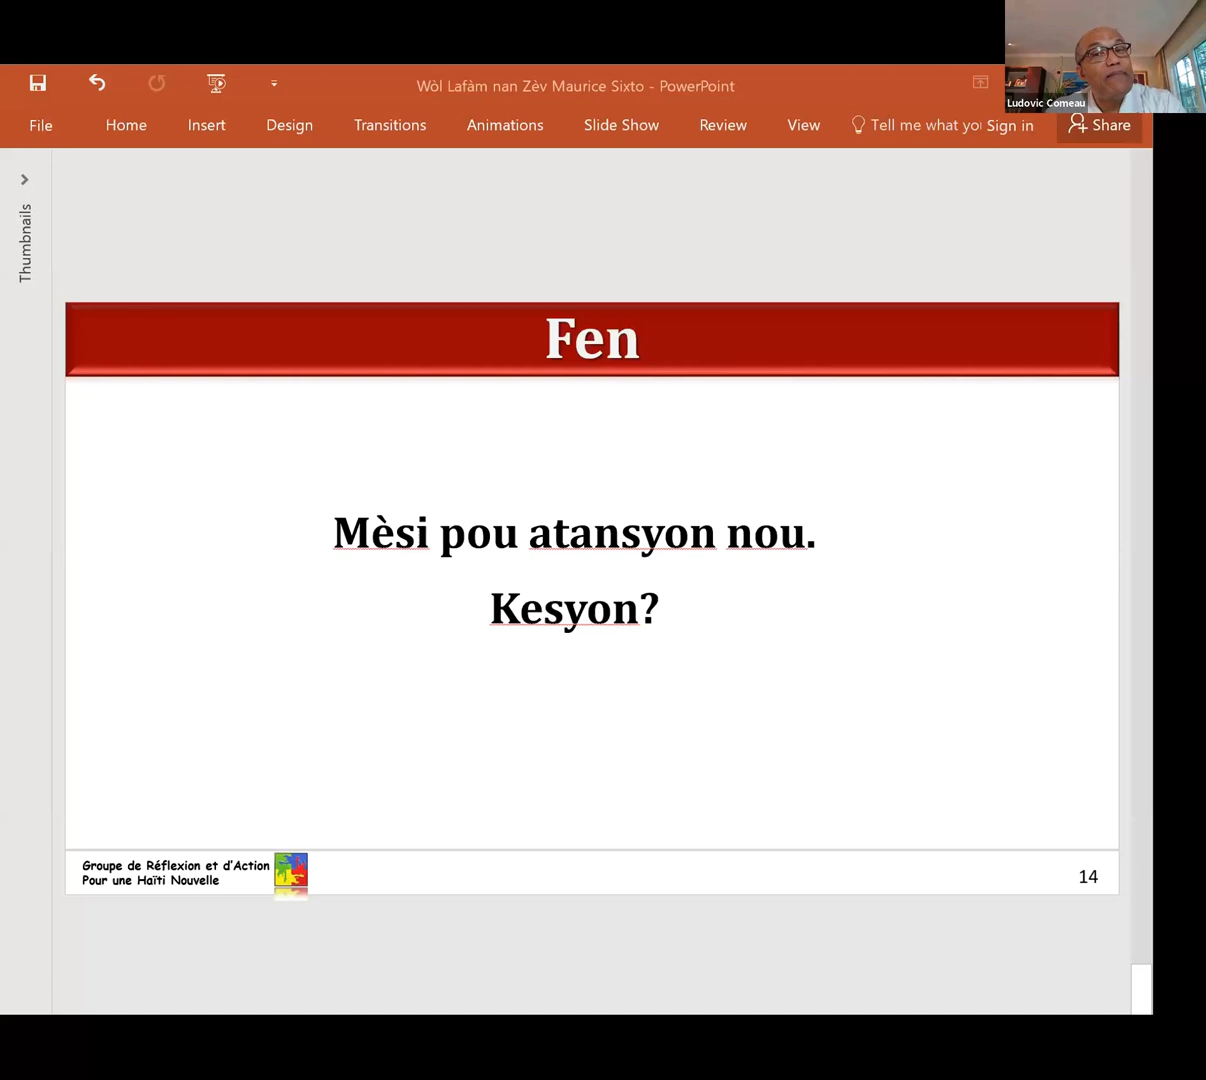 Wòl Lafàm nan Zèv Maurice Sixto - PowerPoint
Ludovic Comeau
File Home Insert Design Transitions Animations Slide Show Review View Tell me what yo Sign in Share
Thumbnails
Fen
Mèsi pou atansyon nou.
Kesyon?
Groupe de Réflexion et d'Action
Pour une Haïti Nouvelle
14